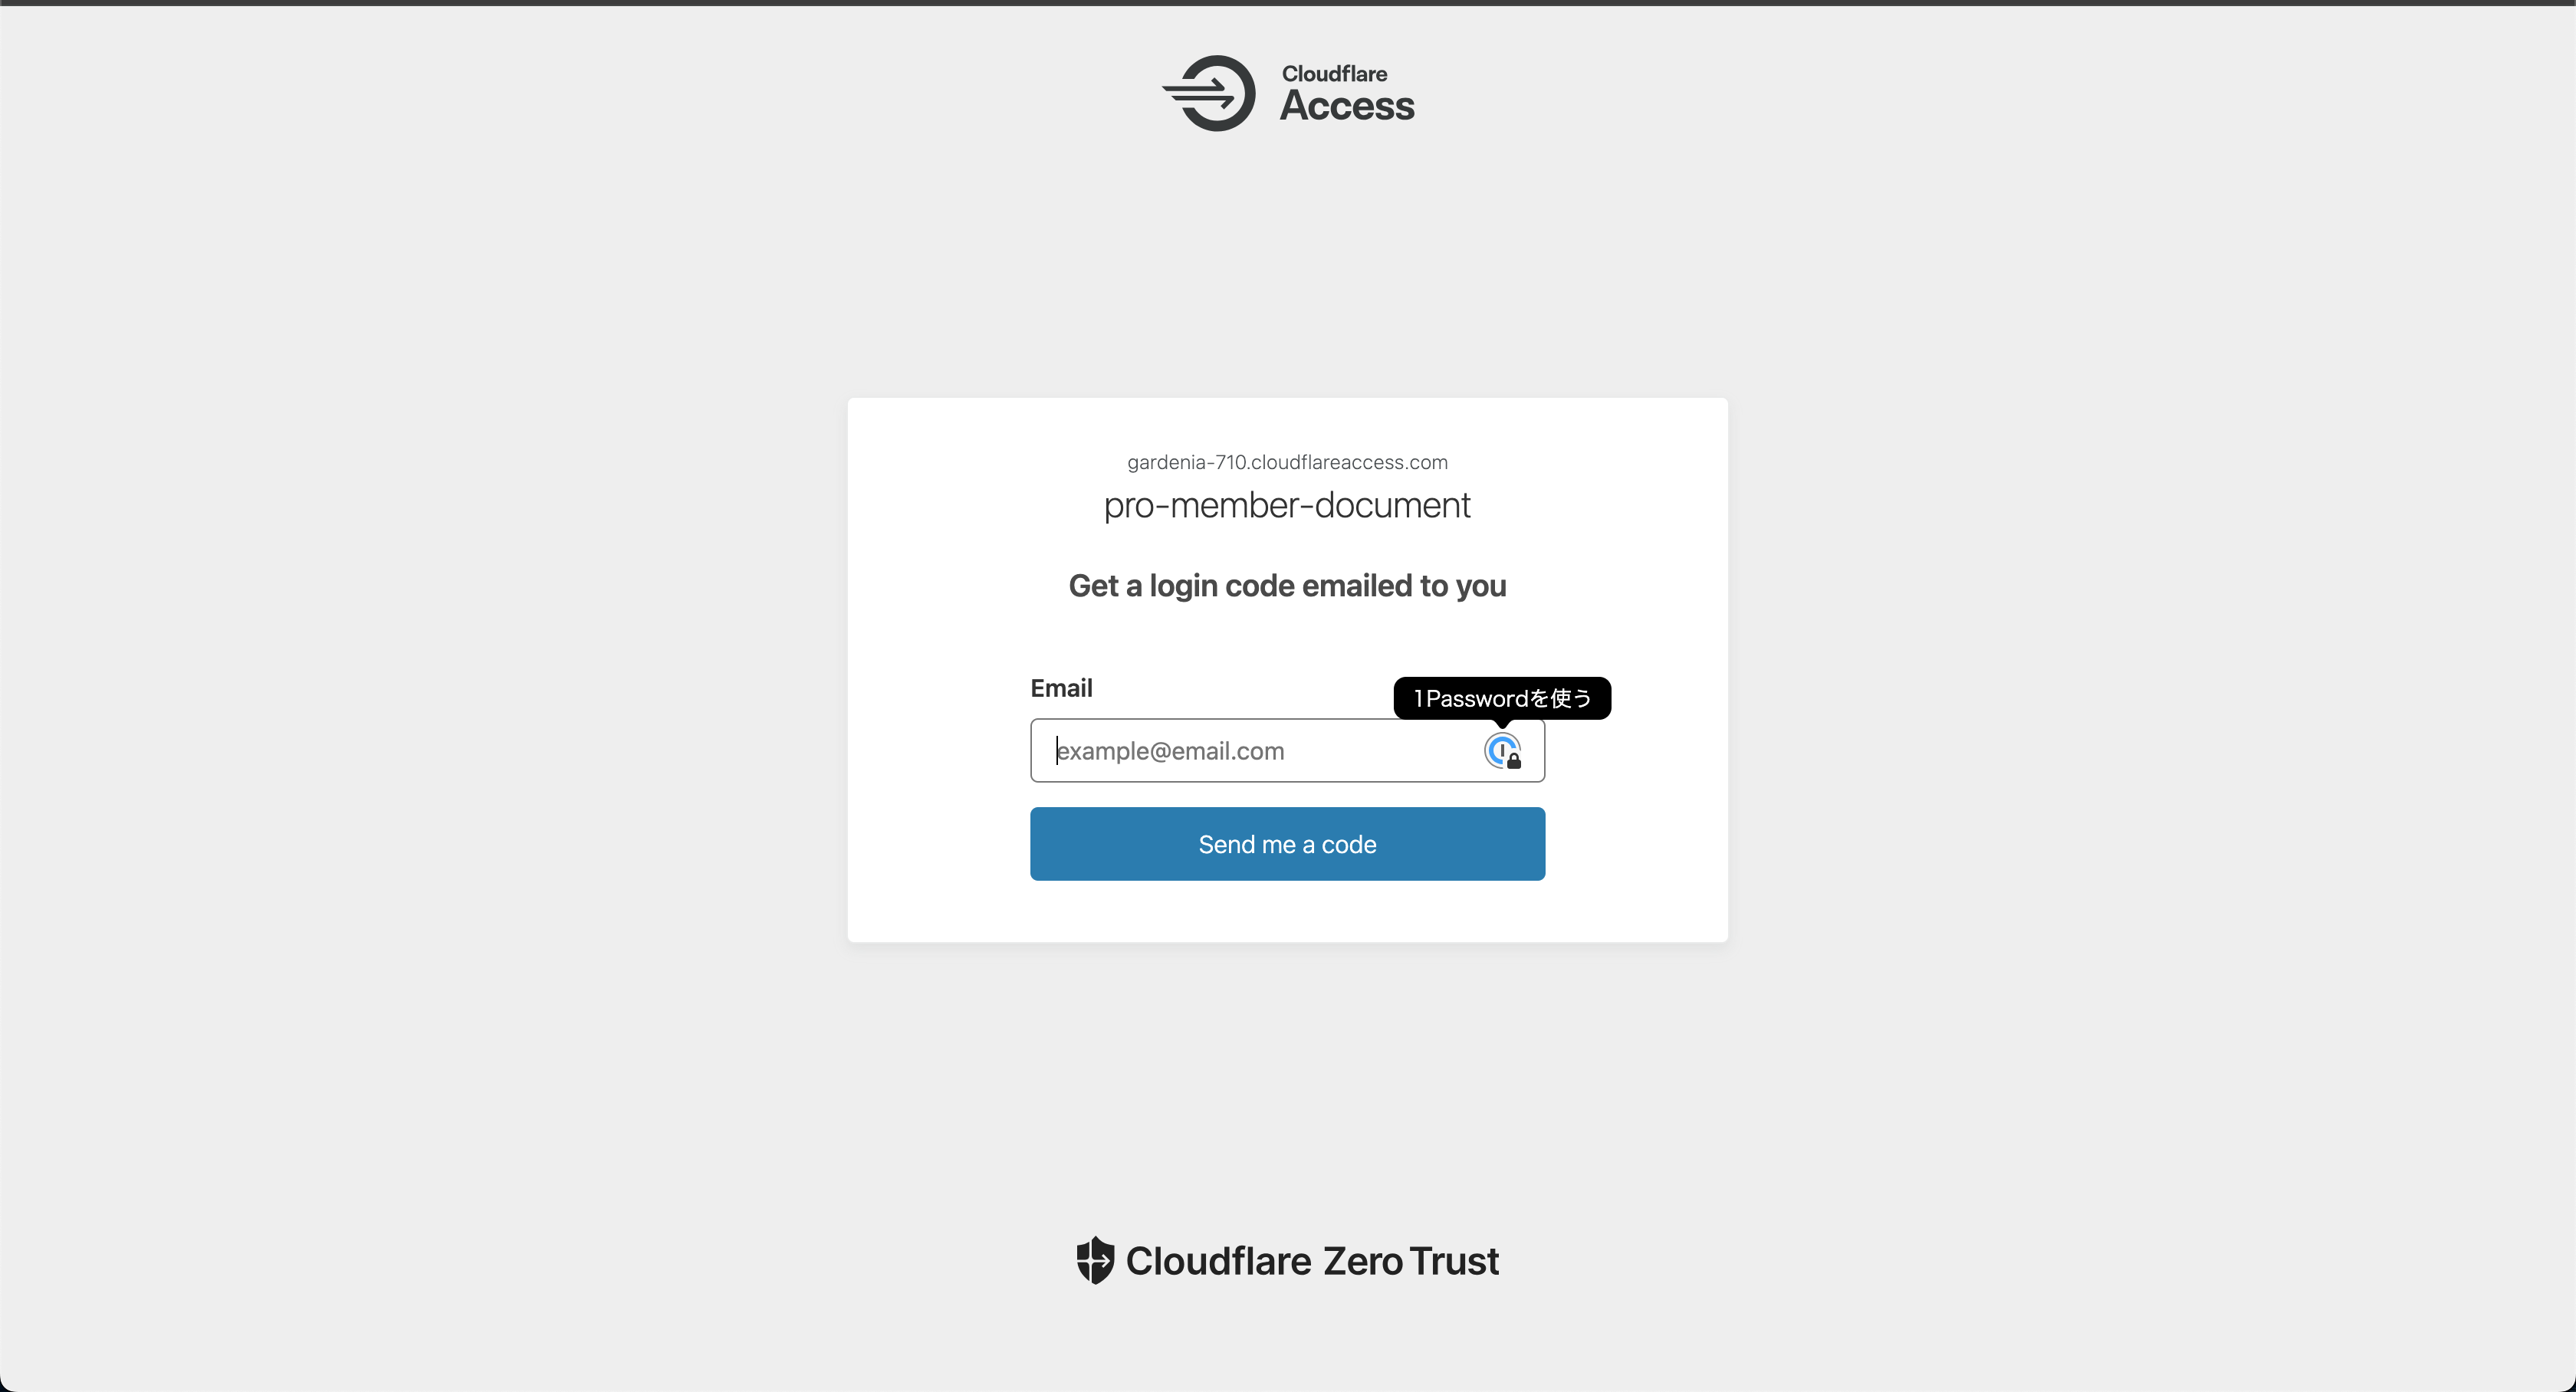 Cloudflare
Access
gardenia-710.cloudflareaccess.com
pro-member-document
Get a login code emailed to you
Email
1Passwordを使う
example@email.com
Send me a code
Cloudflare Zero Trust